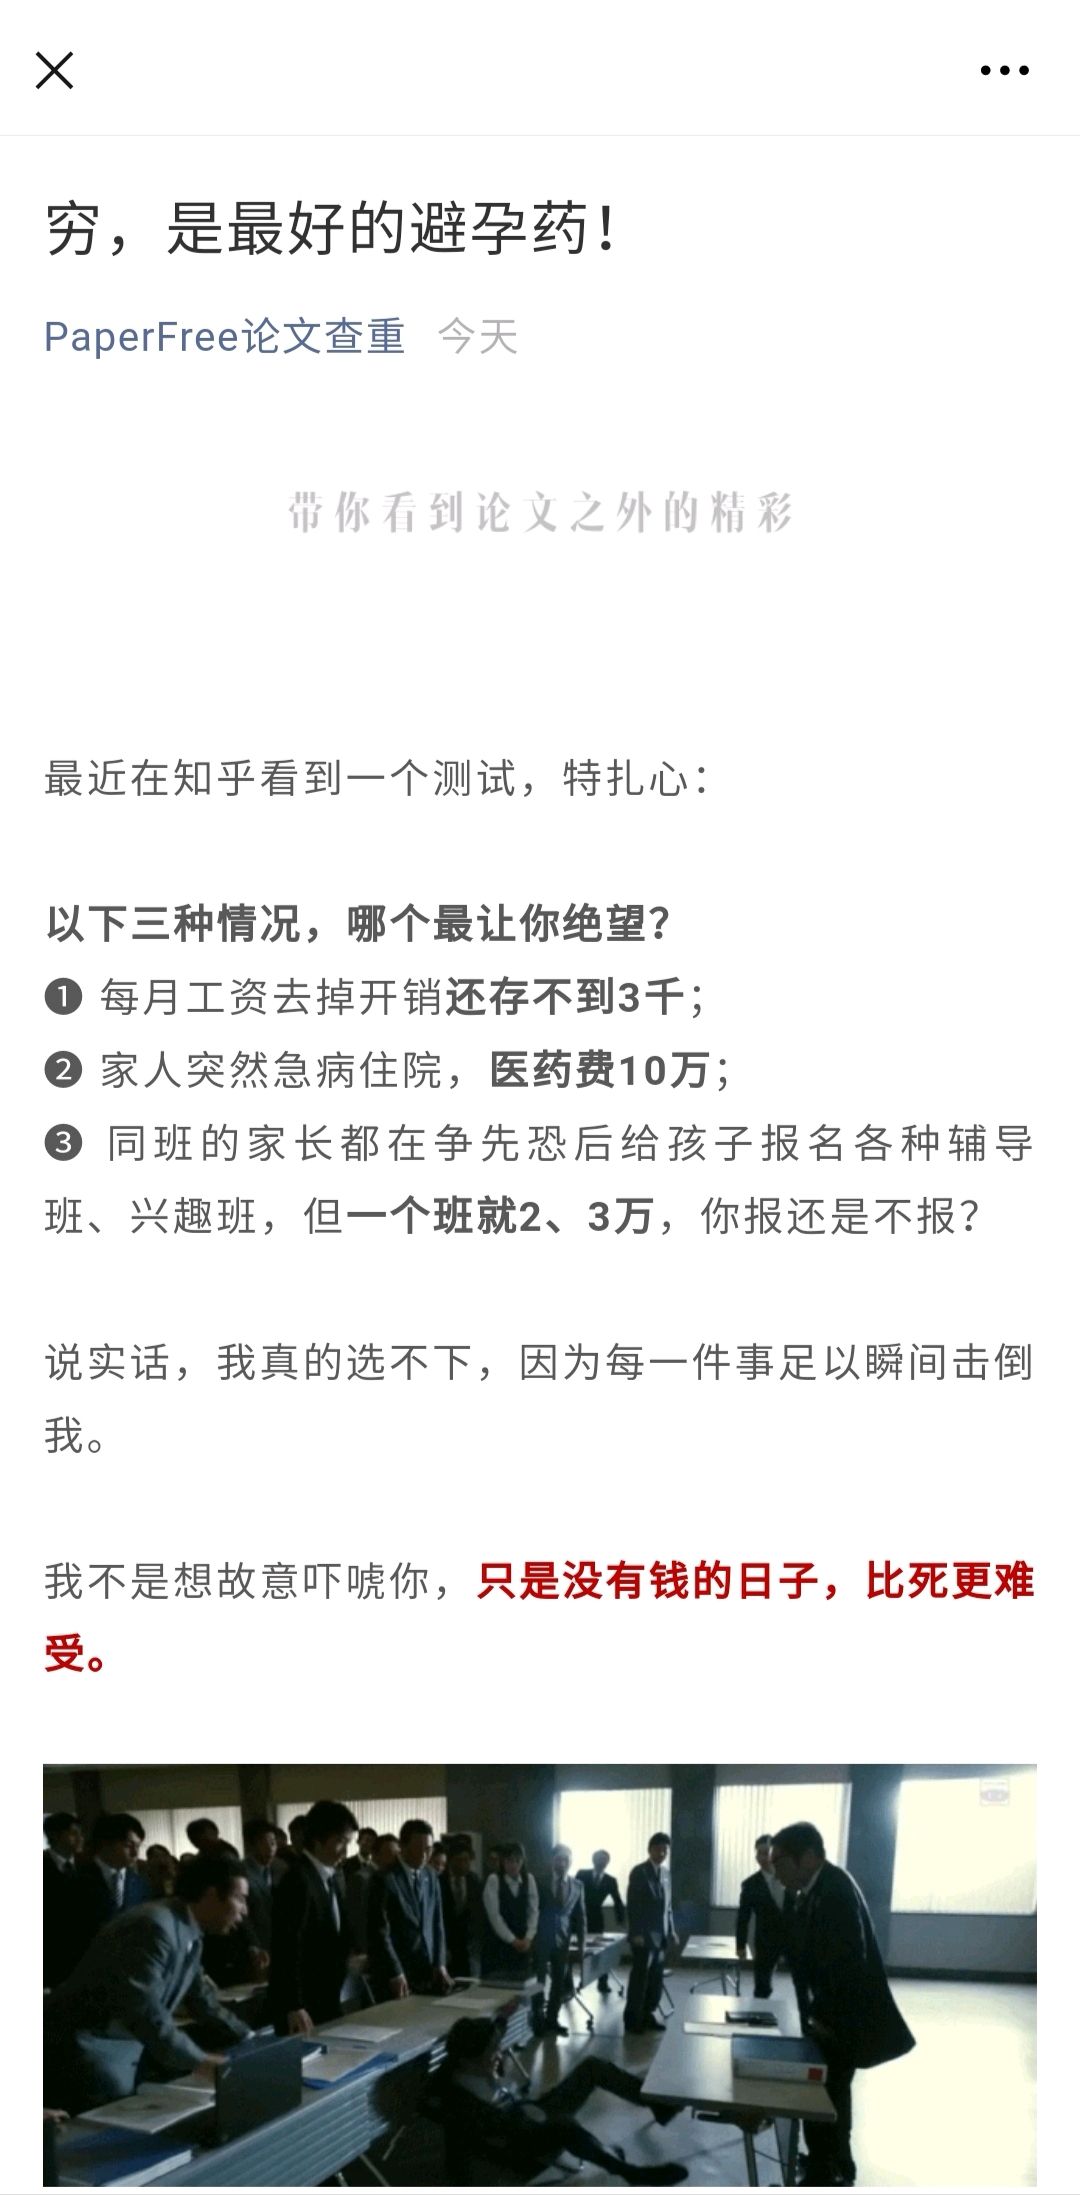 穷，是最好的避孕药！
PaperFree论文查重 今天
带你看到论文之外的精彩
最近在知乎看到一个测试，特扎心：
以下三种情况，哪个最让你绝望？
❶ 每月工资去掉开销还存不到3千；
❷ 家人突然急病住院，医药费10万；
❸ 同班的家长都在争先恐后给孩子报名各种辅导
班、兴趣班，但一个班就2、3万，你报还是不报？
说实话，我真的选不下，因为每一件事足以瞬间击倒
我。
我不是想故意吓唬你，只是没有钱的日子，比死更难
受。